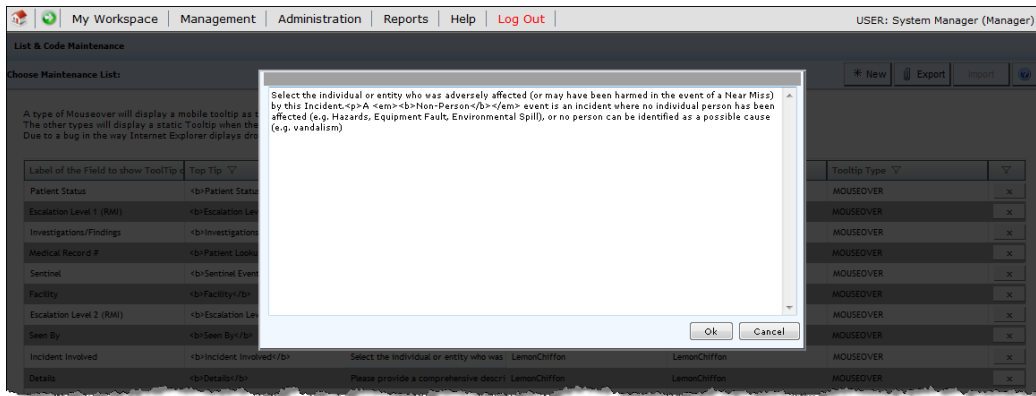 My Workspace | Management | Administration | Reports | Help | Log Out | USER: System Manager (Manager)
List & Code Maintenance
Choose Maintenance List:
New Export Import
A type of Mouseover will display a mobile tooltip as t
The other types will display a static Tooltip when the
Due to a bug in the way Internet Explorer diplays dro
Select the individual or entity who was adversely affected (or may have been harmed in the event of a Near Miss)
by this Incident.<p>A <em><b>Non-Person</b></em> event is an incident where no individual person has been
affected (e.g. Hazards, Equipment Fault, Environmental Spill), or no person can be identified as a possible cause
(e.g. vandalism)
Ok Cancel
Label of the Field to show ToolTip Top Tip Tooltip Type
Patient Status <b>Patient Status MOUSEOVER x
Escalation Level 1 (RMI) <b>Escalation Lev MOUSEOVER x
Investigations/Findings <b>Investigations MOUSEOVER x
Medical Record # <b>Patient Looku MOUSEOVER x
Sentinel <b>Sentinel Event MOUSEOVER x
Facility <b>Facility</b> MOUSEOVER x
Escalation Level 2 (RMI) <b>Escalation Lev MOUSEOVER x
Seen By <b>Seen By</b> MOUSEOVER x
Incident Involved <b>Incident Involved</b> Select the individual or entity who was LemonChiffon LemonChiffon MOUSEOVER x
Details <b>Details</b> Please provide a comprehensive descri LemonChiffon LemonChiffon MOUSEOVER x